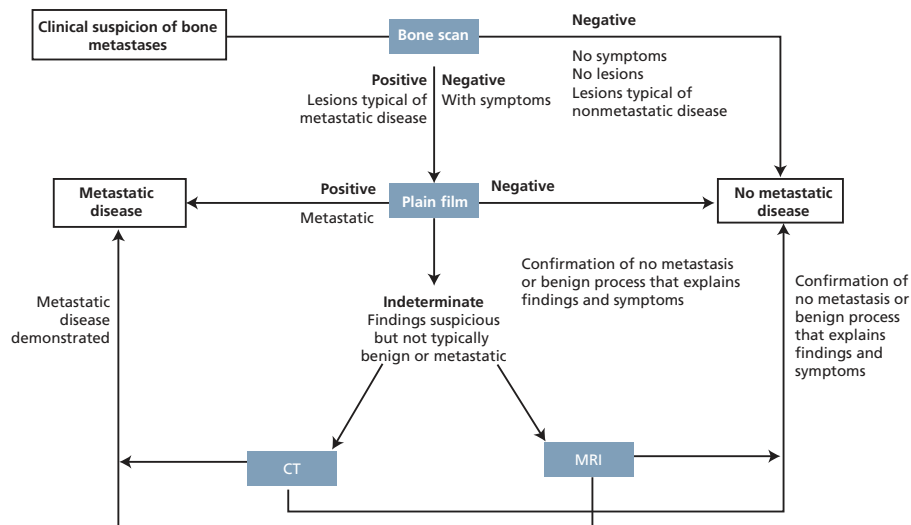 Clinical suspicion of bone
metastases
Bone scan
Negative
No symptoms
No lesions
Lesions typical of
nonmetastatic disease
Positive
Lesions typical of
metastatic disease
Negative
With symptoms
Metastatic
disease
Positive
Metastatic
Plain film
Negative
No metastatic
disease
Confirmation of no metastasis
or benign process that explains
findings and symptoms
Confirmation of
no metastasis or
benign process
that explains
findings and
symptoms
Metastatic
disease
demonstrated
Indeterminate
Findings suspicious
but not typically
benign or metastatic
CT
MRI